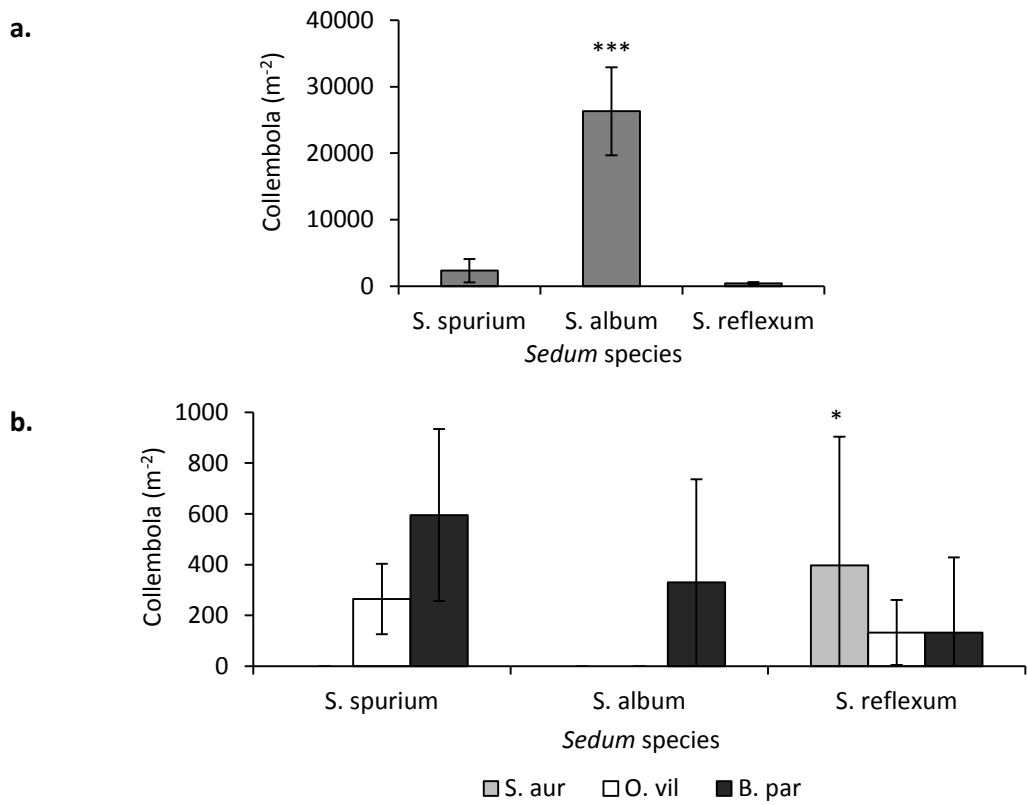 a.
Collembola (m⁻²)
40000
30000
20000
10000
0
***
S. spurium S. album S. reflexum
Sedum species
b.
Collembola (m⁻²)
1000
800
600
400
200
0
*
S. spurium S. album S. reflexum
Sedum species
S. aur O. vil B. par